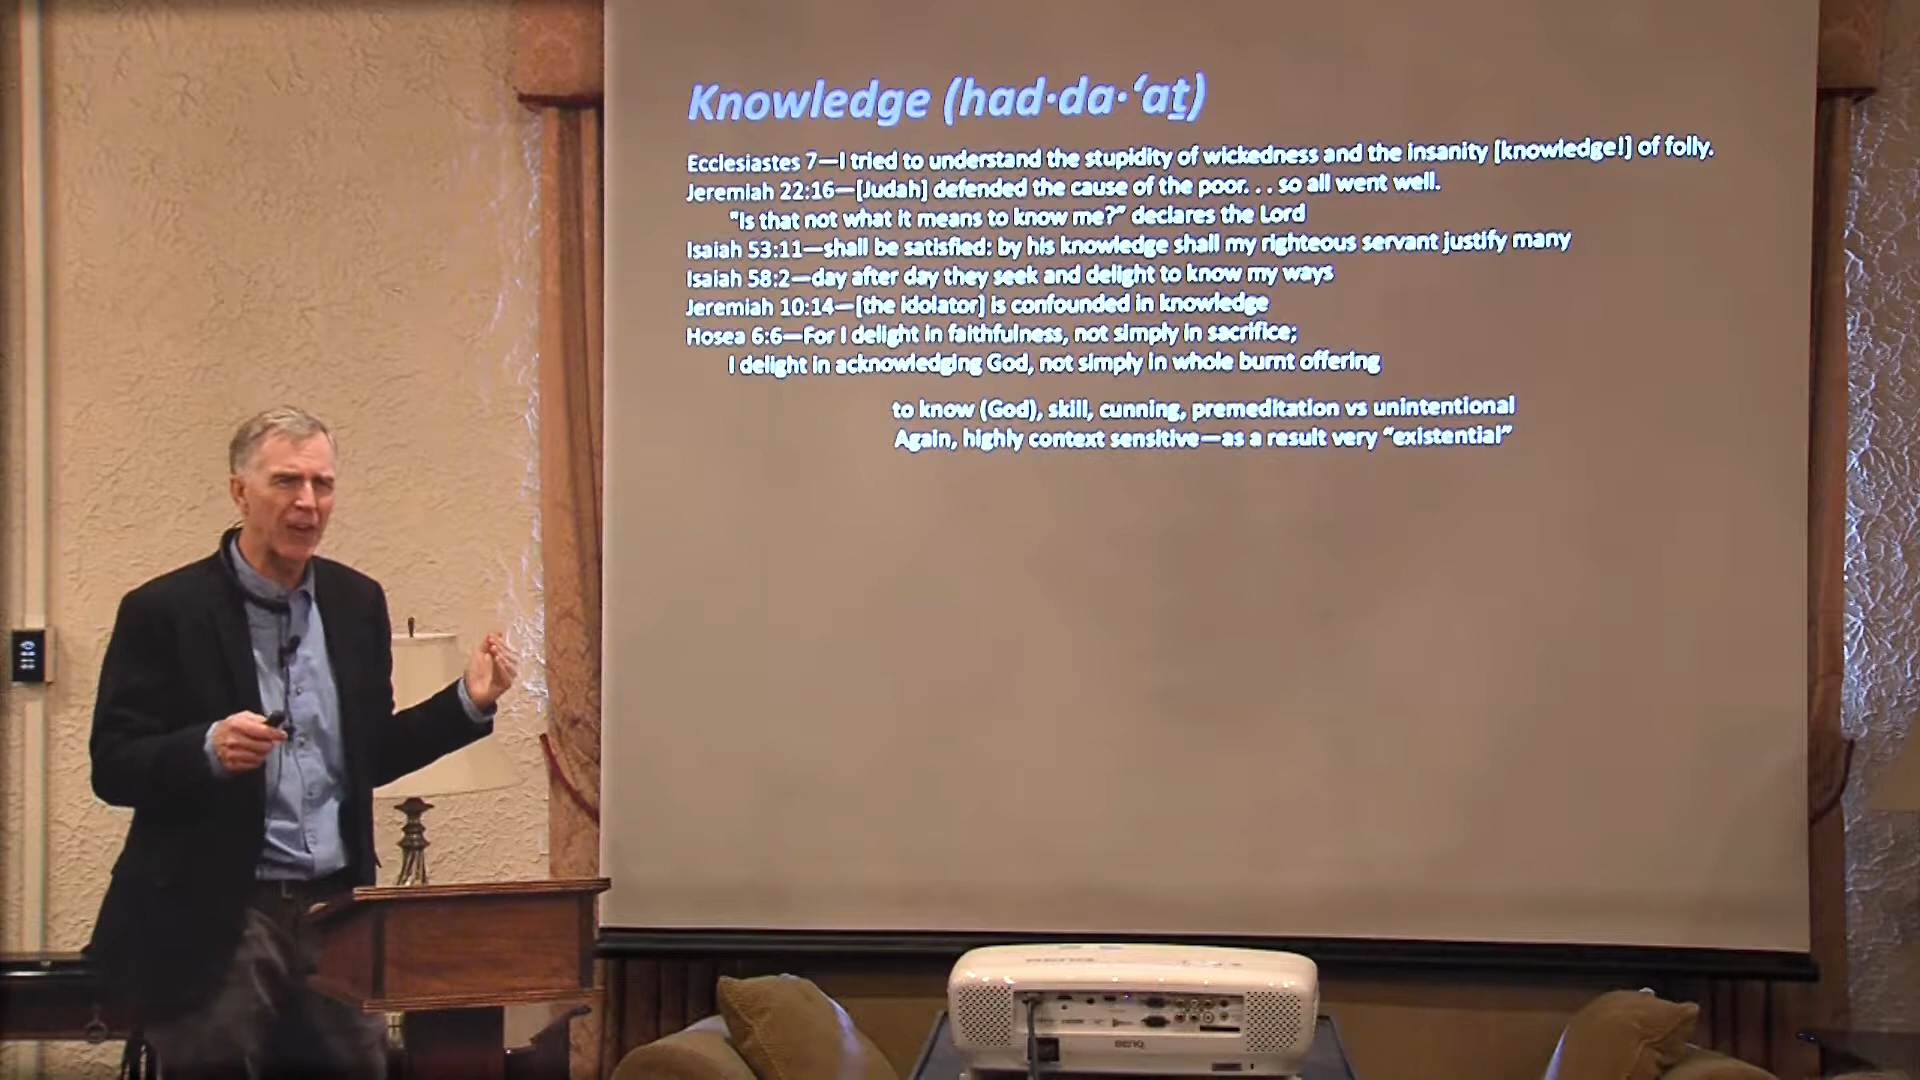 Knowledge (had·da·‘aṯ)
Ecclesiastes 7—I tried to understand the stupidity of wickedness and the insanity [knowledge!] of folly.
Jeremiah 22:16—[Judah] defended the cause of the poor. . . so all went well.
"Is that not what it means to know me?" declares the Lord
Isaiah 53:11—shall be satisfied: by his knowledge shall my righteous servant justify many
Isaiah 58:2—day after day they seek and delight to know my ways
Jeremiah 10:14—[the idolator] is confounded in knowledge
Hosea 6:6—For I delight in faithfulness, not simply in sacrifice;
I delight in acknowledging God, not simply in whole burnt offering
to know (God), skill, cunning, premeditation vs unintentional
Again, highly context sensitive—as a result very “existential”
BenQ